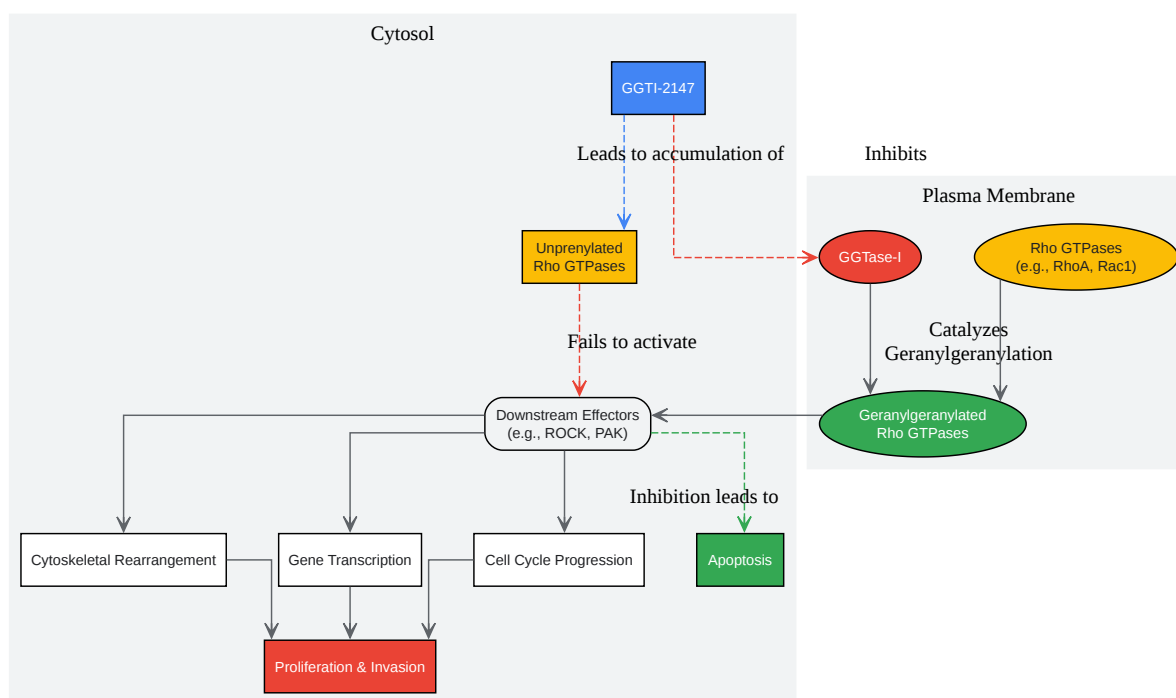 Cytosol
GGTI-2147
Leads to accumulation of
Inhibits
Plasma Membrane
Unprenylated
Rho GTPases
GGTase-I
Rho GTPases
(e.g., RhoA, Rac1)
Fails to activate
Catalyzes
Geranylgeranylation
Downstream Effectors
(e.g., ROCK, PAK)
Geranylgeranylated
Rho GTPases
Inhibition leads to
Cytoskeletal Rearrangement
Gene Transcription
Cell Cycle Progression
Apoptosis
Proliferation & Invasion